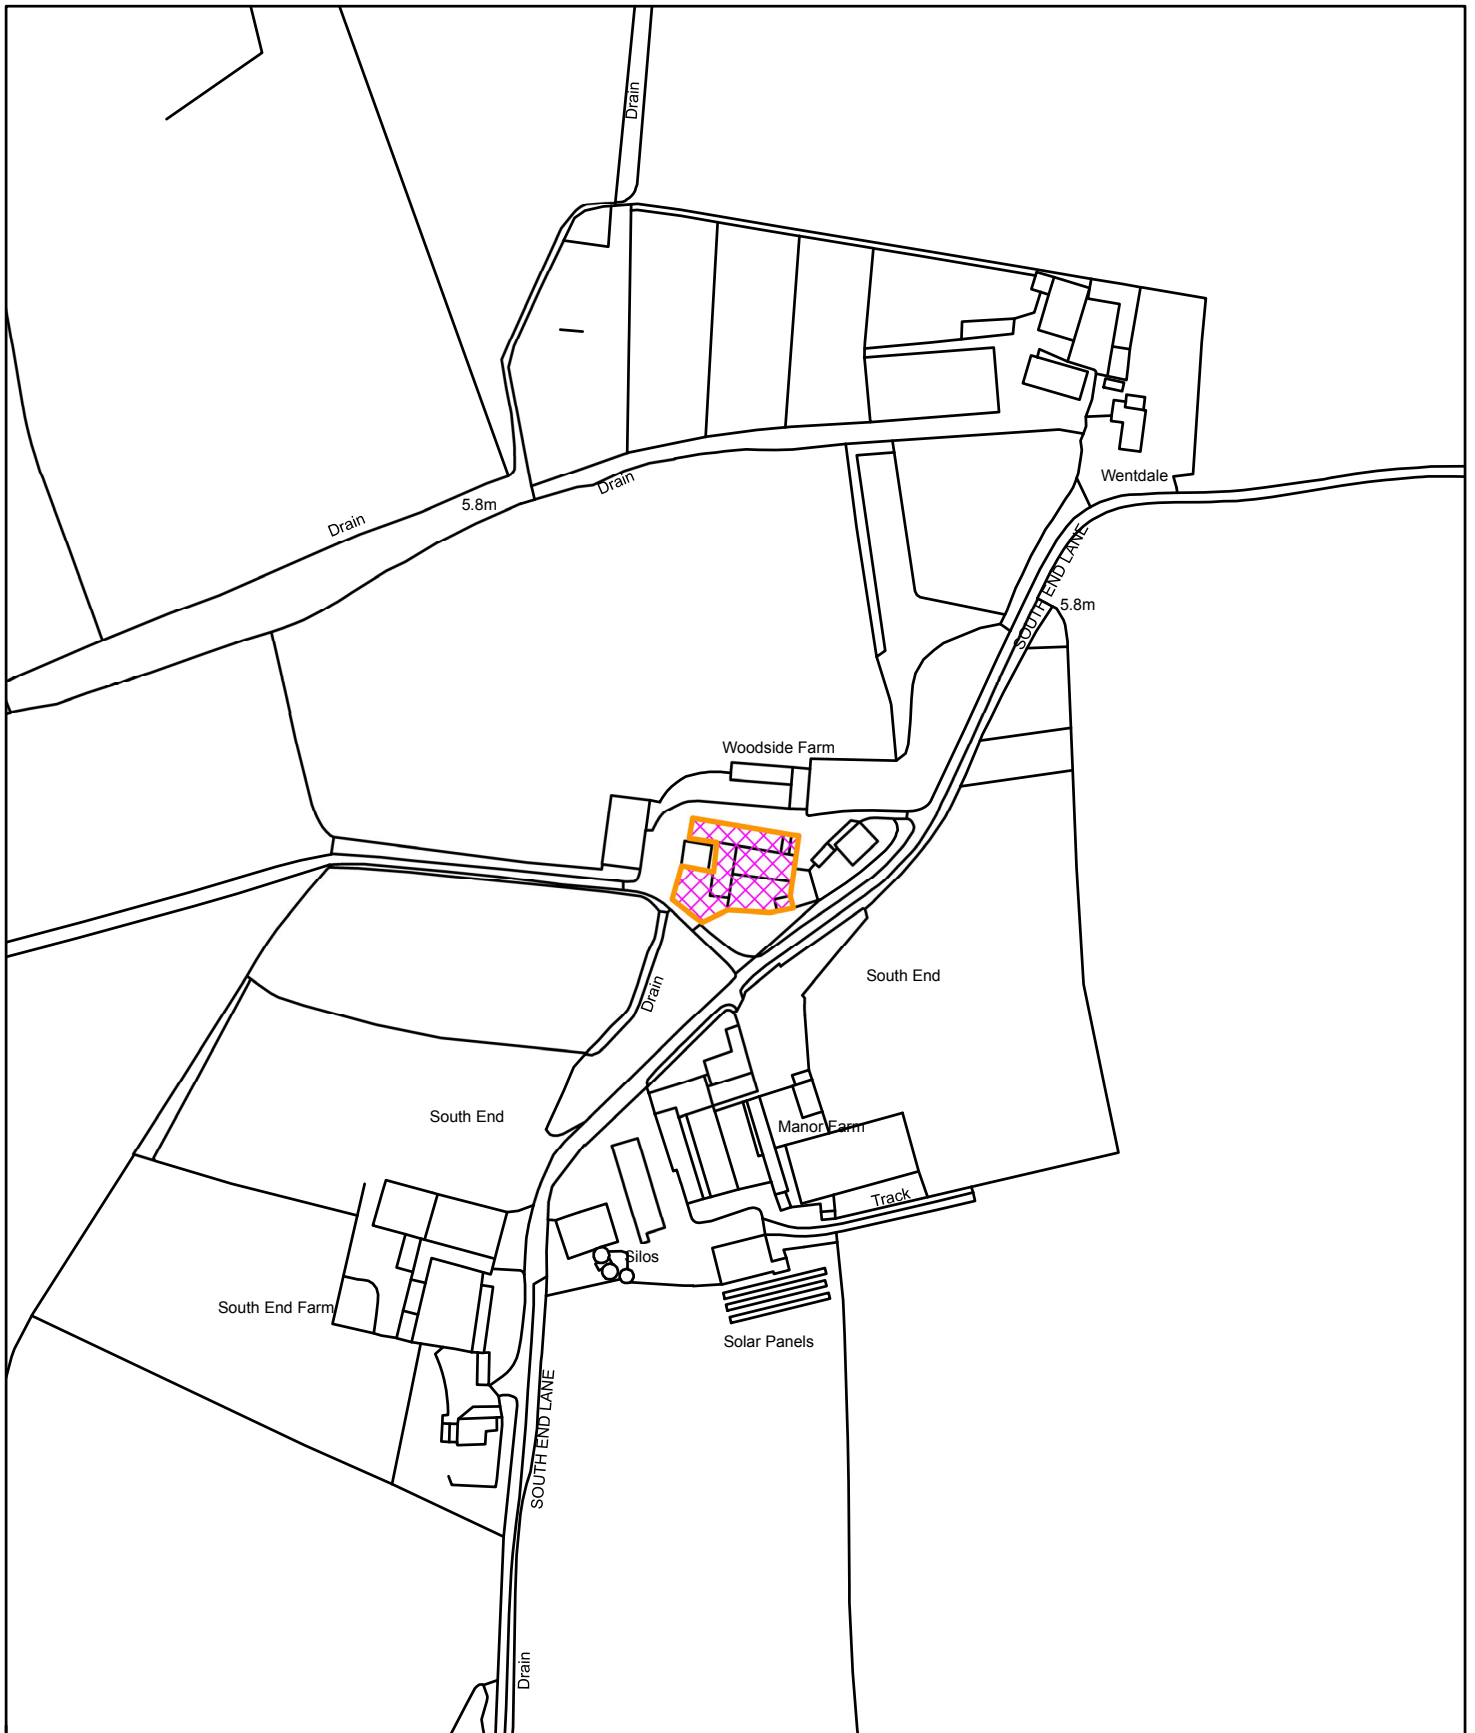 Drain
Wentdale
Drain
5.8m
Drain
SOUTH END LANE
5.8m
Woodside Farm
South End
Drain
South End
Manor Farm
Track
Silos
South End Farm
Solar Panels
SOUTH END LANE
Drain